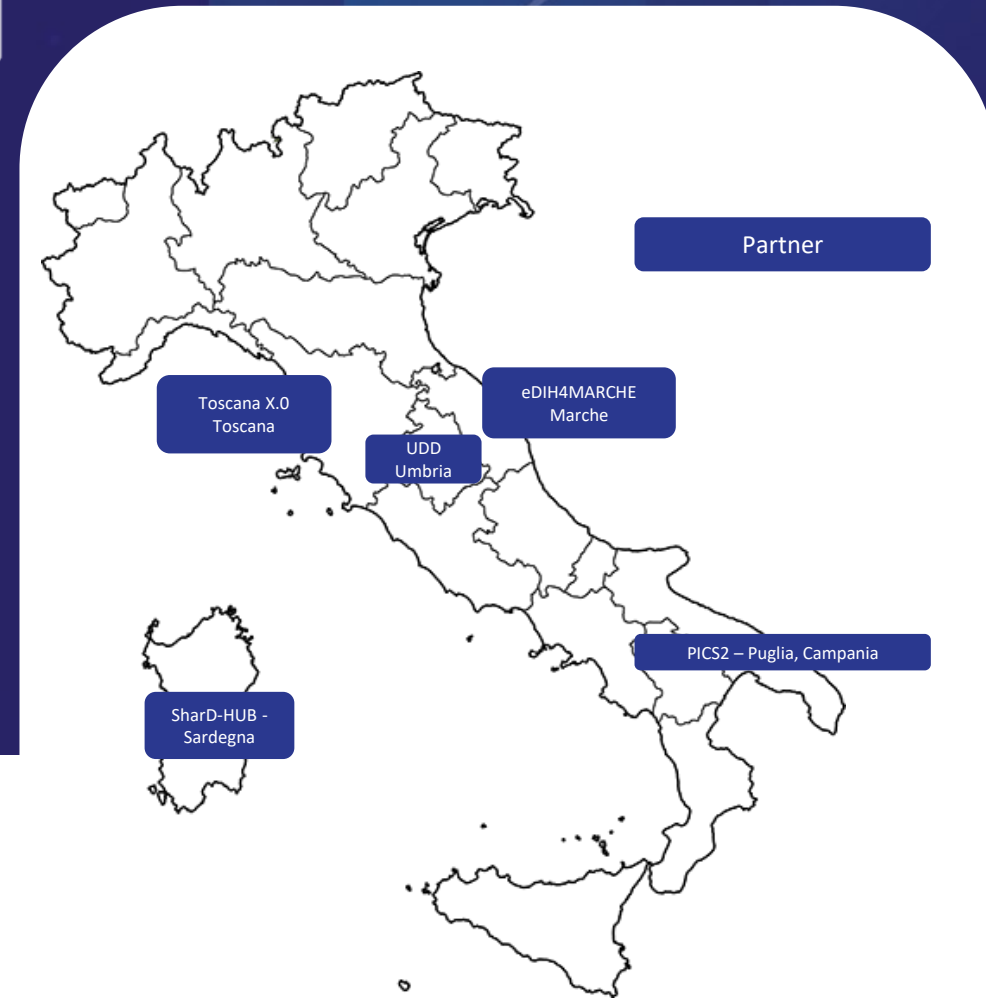 Partner
Toscana X.0
Toscana
eDIH4MARCHE
Marche
UDD
Umbria
PICS2 – Puglia, Campania
SharD-HUB -
Sardegna